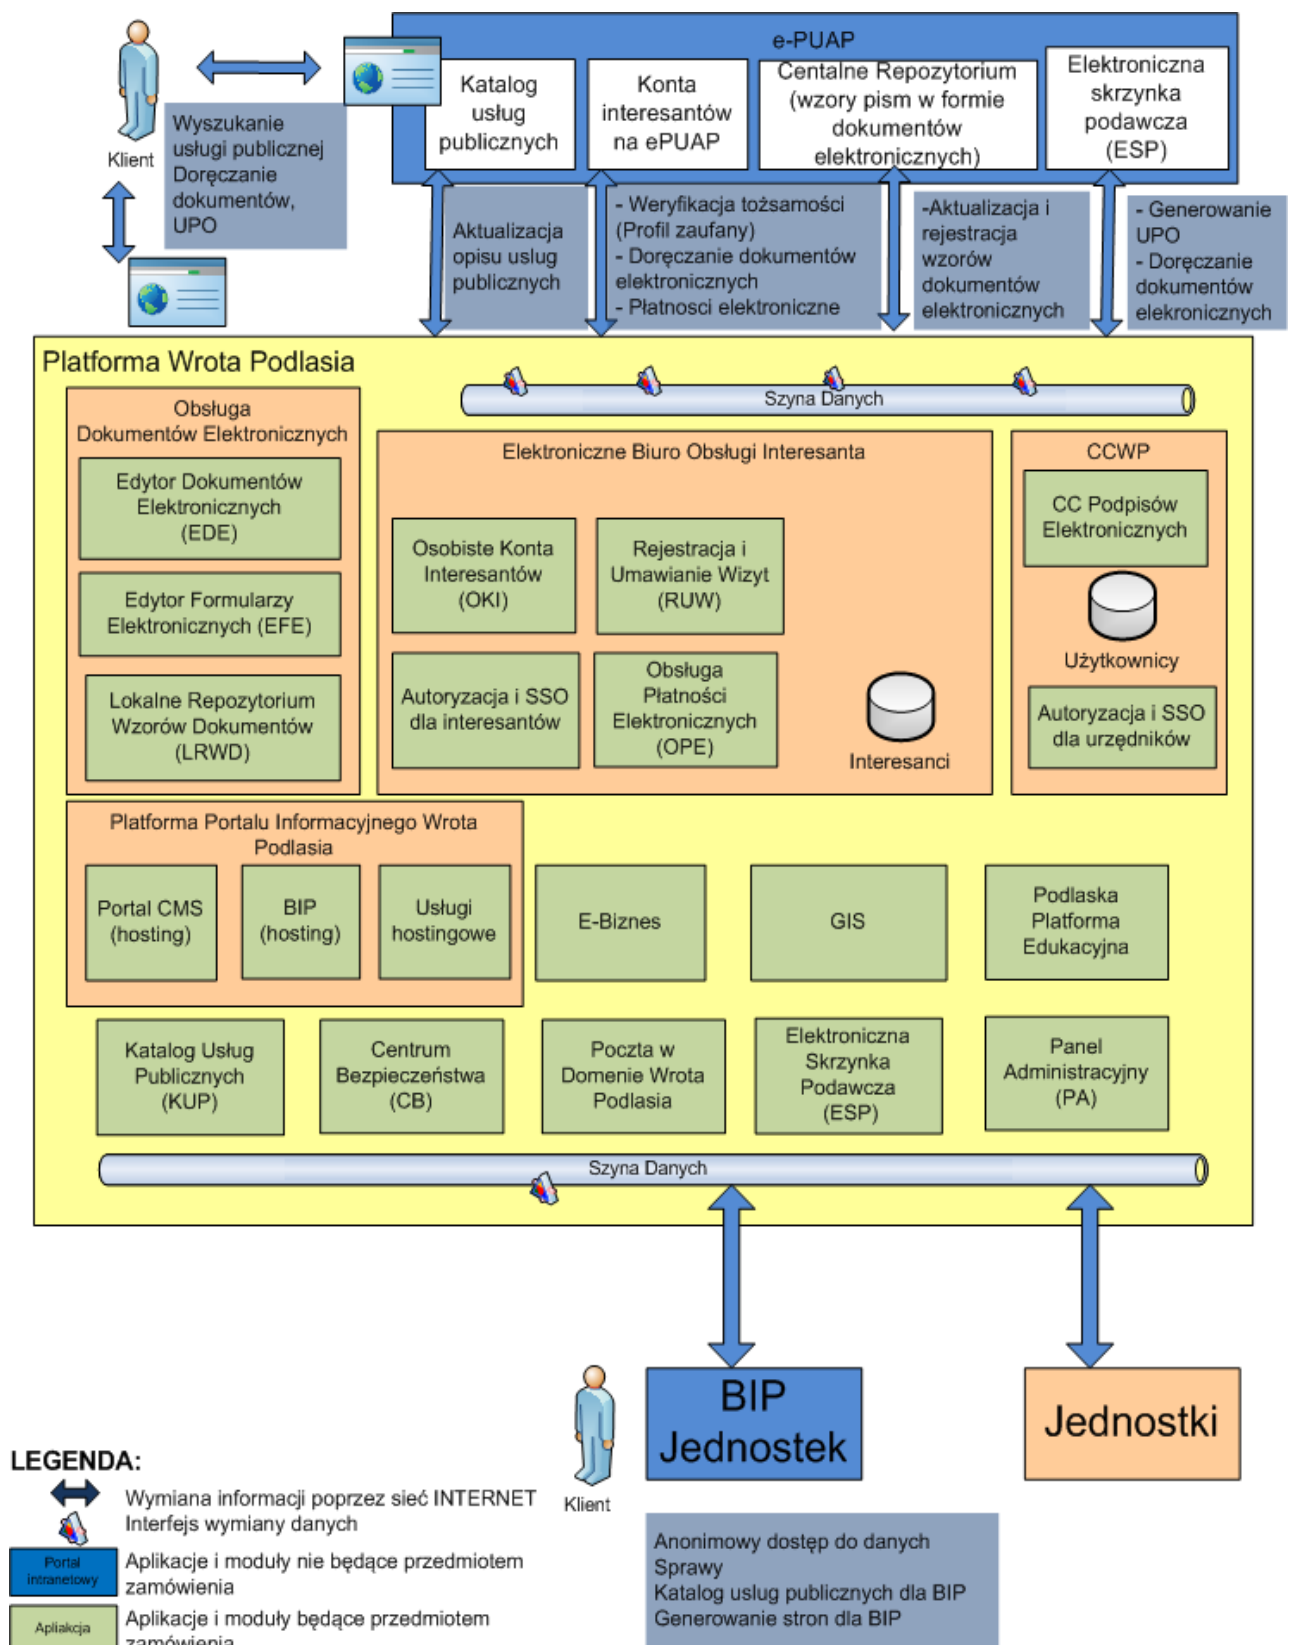 e-PUAP
Katalog
usług
publicznych
Konta
interesantów
na ePUAP
Centalne Repozytorium
(wzory pism w formie
dokumentów
elektronicznych)
Elektroniczna
skrzynka
podawcza
(ESP)
Klient
Wyszukanie
usługi publicznej
Doręczanie
dokumentów,
UPO
Aktualizacja
opisu uslug
publicznych
- Weryfikacja tożsamości
(Profil zaufany)
- Doręczanie dokumentów
elektronicznych
- Płatnosci elektroniczne
-Aktualizacja i
rejestracja
wzorów
dokumentów
elektronicznych
- Generowanie
UPO
- Doręczanie
dokumentów
elekronicznych
Platforma Wrota Podlasia
Szyna Danych
Obsługa
Dokumentów Elektronicznych
Edytor Dokumentów
Elektronicznych
(EDE)
Edytor Formularzy
Elektronicznych (EFE)
Lokalne Repozytorium
Wzorów Dokumentów
(LRWD)
Elektroniczne Biuro Obsługi Interesanta
Osobiste Konta
Interesantów
(OKI)
Rejestracja i
Umawianie Wizyt
(RUW)
Autoryzacja i SSO
dla interesantów
Obsługa
Płatności
Elektronicznych
(OPE)
Interesanci
CCWP
CC Podpisów
Elektronicznych
Użytkownicy
Autoryzacja i SSO
dla urzędników
Platforma Portalu Informacyjnego Wrota
Podlasia
Portal CMS
(hosting)
BIP
(hosting)
Usługi
hostingowe
E-Biznes
GIS
Podlaska
Platforma
Edukacyjna
Katalog Usług
Publicznych
(KUP)
Centrum
Bezpieczeństwa
(CB)
Poczta w
Domenie Wrota
Podlasia
Elektroniczna
Skrzynka
Podawcza
(ESP)
Panel
Administracyjny
(PA)
Szyna Danych
BIP
Jednostek
Jednostki
Klient
Anonimowy dostęp do danych
Sprawy
Katalog uslug publicznych dla BIP
Generowanie stron dla BIP
LEGENDA:
Wymiana informacji poprzez sieć INTERNET
Interfejs wymiany danych
Portal
intranetowy
Aplikacje i moduły nie będące przedmiotem
zamówienia
Apliakcja
Aplikacje i moduły będące przedmiotem
zamówienia